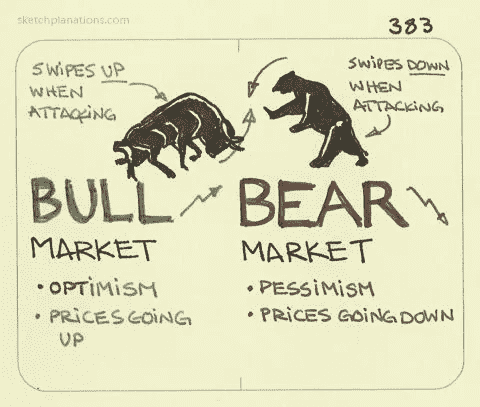 sketchplanations.com
383
SWIPES UP
WHEN
ATTACKING
SWIPES DOWN
WHEN
ATTACKING
BULL
MARKET
• OPTIMISM
• PRICES GOING
UP
BEAR
MARKET
• PESSIMISM
• PRICES GOING DOWN